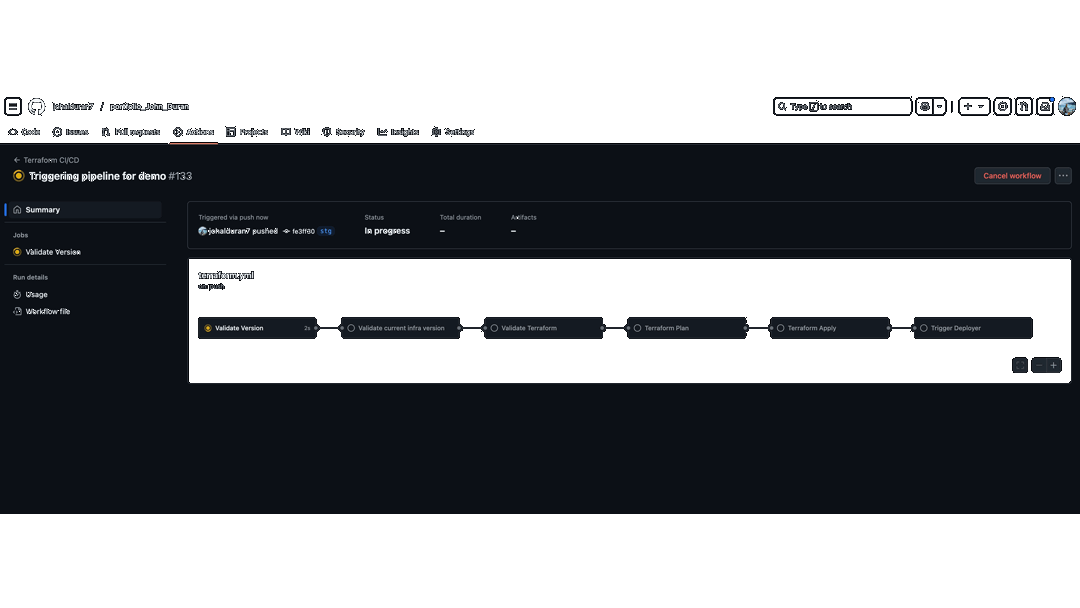 johalduran7 / portfolio_John_Duran
Type / to search
Code Issues Pull requests Actions Projects Wiki Security Insights Settings
← Terraform CI/CD
Triggering pipeline for demo #133
Cancel workflow
Summary
Jobs
Validate Version
Run details
Usage
Workflow file
Triggered via push now
johalduran7 pushed fe3ff60 stg
Status
In progress
Total duration
–
Artifacts
–
terraform.yml
on: push
Validate Version 2s
Validate current infra version
Validate Terraform
Terraform Plan
Terraform Apply
Trigger Deployer